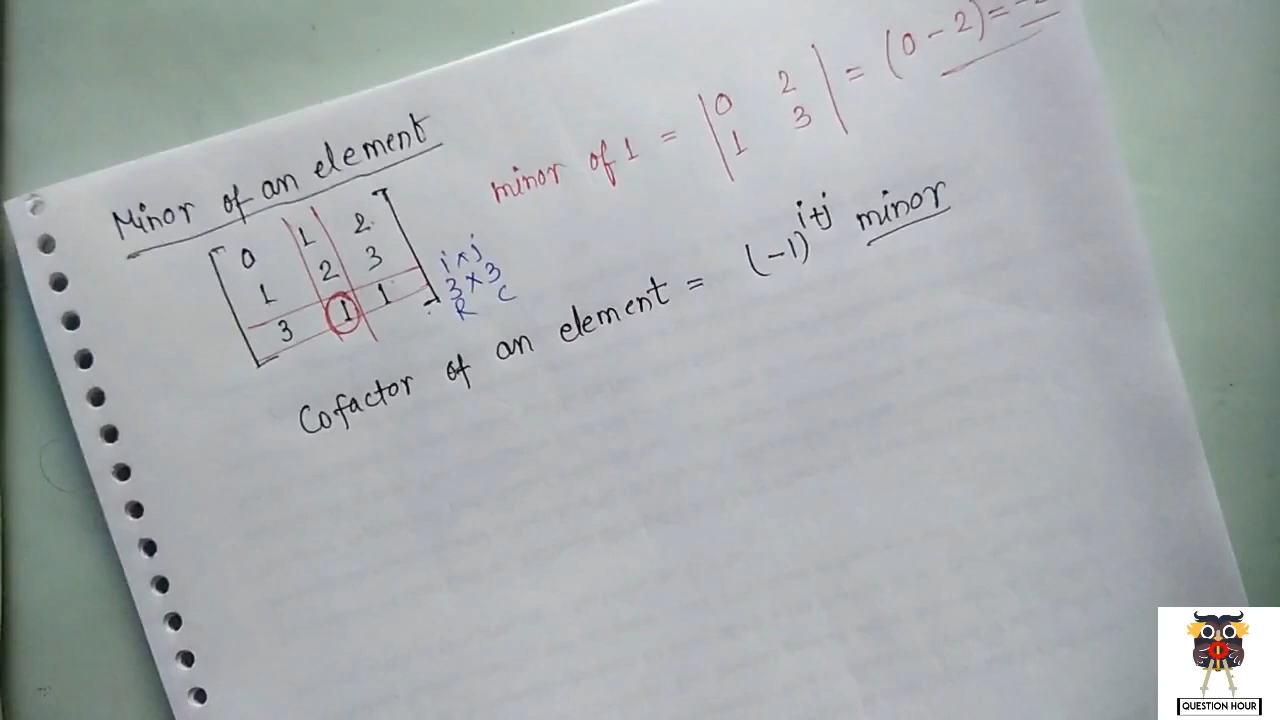 Minor of an element
0 1 2
1 2 3
3 1 1
i x j
3 x 3
R C
minor of 1 = | 0 2 | = (0 - 2) = -2
| 1 3 |
Cofactor of an element = (-1)^{i+j} minor
QUESTION HOUR